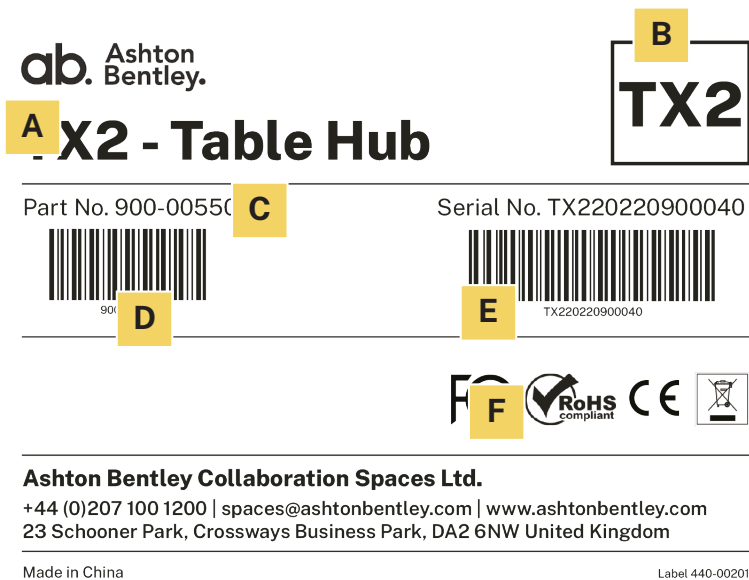 ab. Ashton
Bentley.
B
TX2
A
X2 - Table Hub
Part No. 900-00550
C
Serial No. TX220220900040
D
E
TX220220900040
F
RoHS
compliant
CE
Ashton Bentley Collaboration Spaces Ltd.
+44 (0)207 100 1200 | spaces@ashtonbentley.com | www.ashtonbentley.com
23 Schooner Park, Crossways Business Park, DA2 6NW United Kingdom
Made in China
Label 440-00201